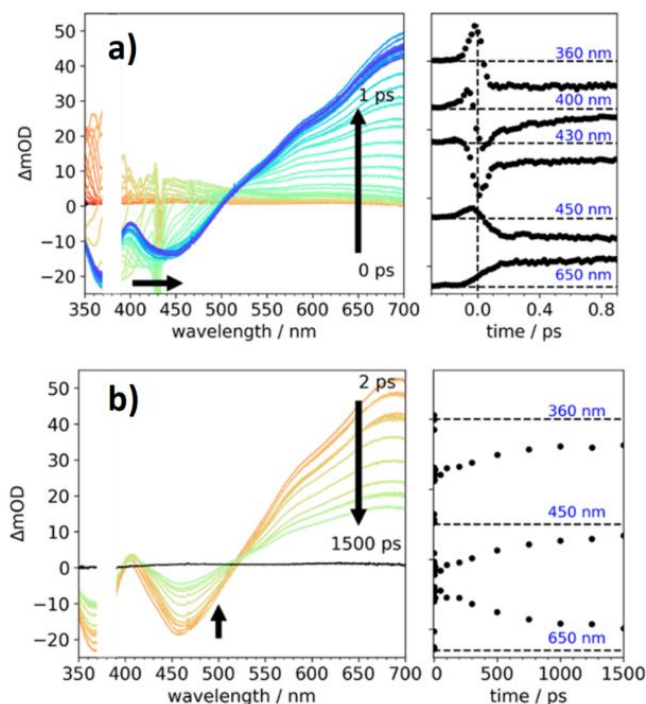 a)
ΔmOD
50
40
30
20
10
0
−10
−20
1 ps
0 ps
350 400 450 500 550 600 650 700
wavelength / nm
360 nm
400 nm
430 nm
450 nm
650 nm
0.0 0.4 0.8
time / ps
b)
ΔmOD
50
40
30
20
10
0
−10
−20
2 ps
1500 ps
350 400 450 500 550 600 650 700
wavelength / nm
360 nm
450 nm
650 nm
0 500 1000 1500
time / ps